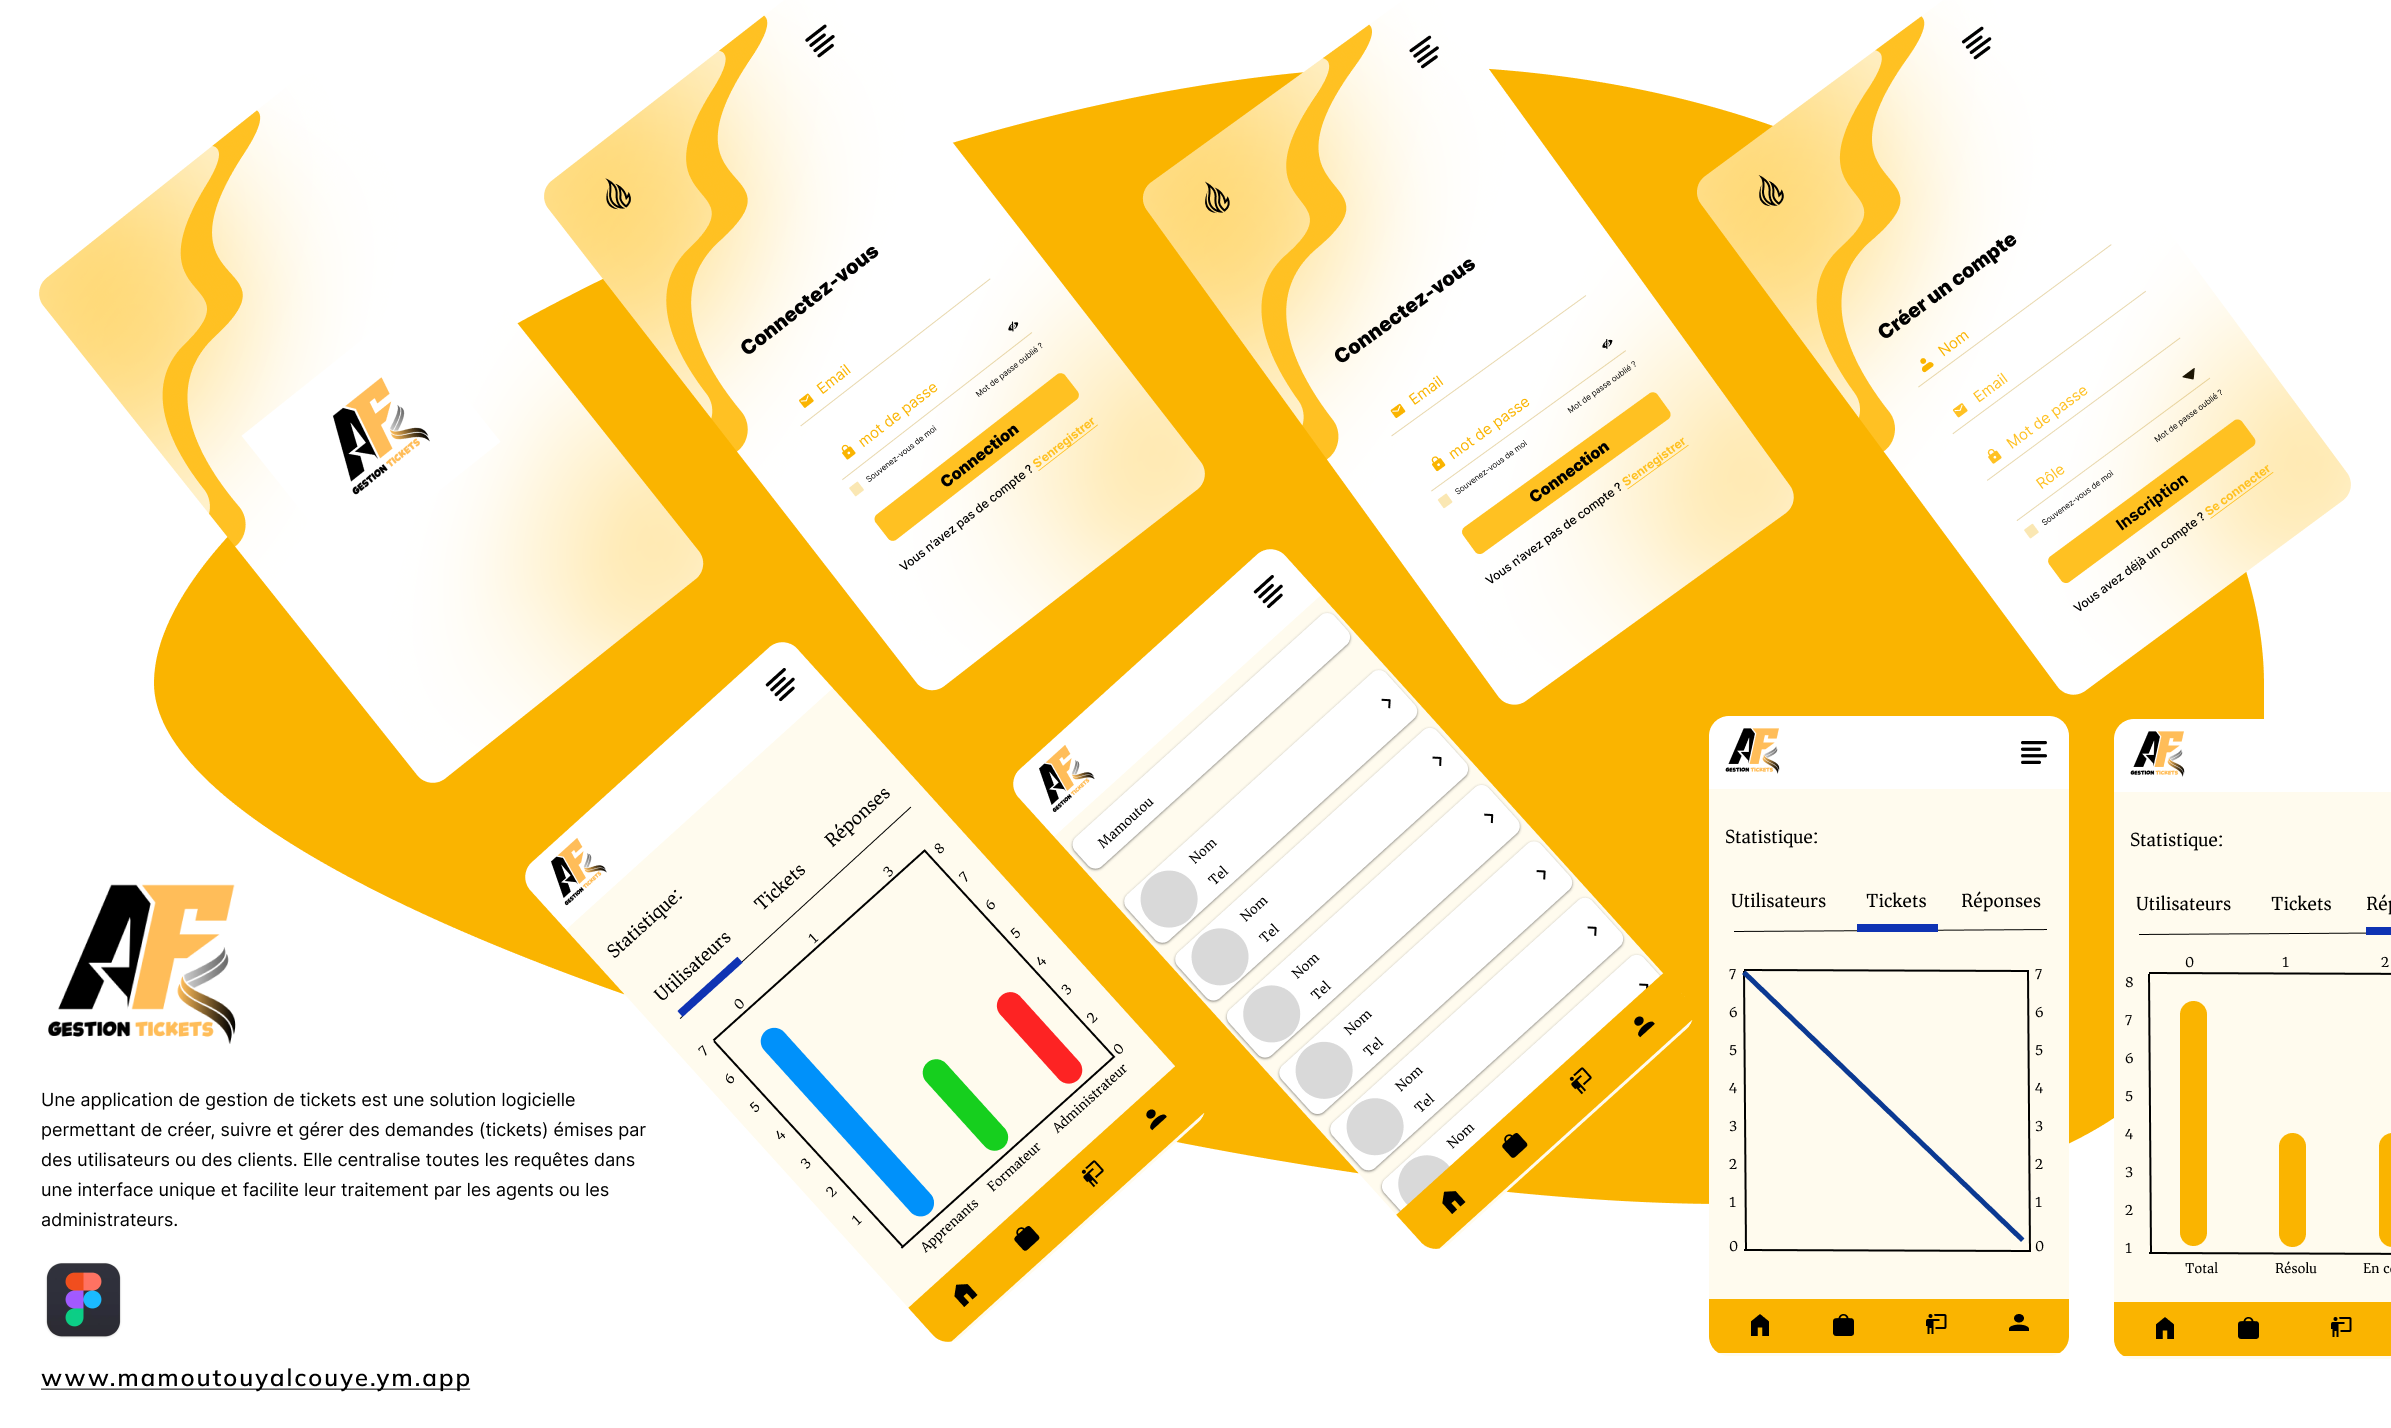 GESTION TICKETS
Connectez-vous
Email
mot de passe
Souvenez-vous de moi
Mot de passe oublié ?
Connection
Vous n'avez pas de compte ? S'enregistrer
Connectez-vous
Email
mot de passe
Souvenez-vous de moi
Mot de passe oublié ?
Connection
Vous n'avez pas de compte ? S'enregistrer
Créer un compte
Nom
Email
Mot de passe
Rôle
Souvenez-vous de moi
Mot de passe oublié ?
Inscription
Vous avez déjà un compte ? Se connecter
GESTION TICKETS
Statistique:
Utilisateurs Tickets Réponses
0 1 3 8
7 7
6 6
5 5
4 4
3 3
2 2
1 0
Apprenants Formateur Administrateur
GESTION TICKETS
Mamoutou
Nom
Tel
Nom
Tel
Nom
Tel
Nom
Tel
Nom
Tel
Nom
GESTION TICKETS
Statistique:
Utilisateurs Tickets Réponses
7 7
6 6
5 5
4 4
3 3
2 2
1 1
0 0
GESTION TICKETS
Statistique:
Utilisateurs Tickets Rép
0 1 2
8
7
6
5
4
3
2
1
Total Résolu En c
GESTION TICKETS
Une application de gestion de tickets est une solution logicielle
permettant de créer, suivre et gérer des demandes (tickets) émises par
des utilisateurs ou des clients. Elle centralise toutes les requêtes dans
une interface unique et facilite leur traitement par les agents ou les
administrateurs.
www.mamoutouyalcouye.ym.app